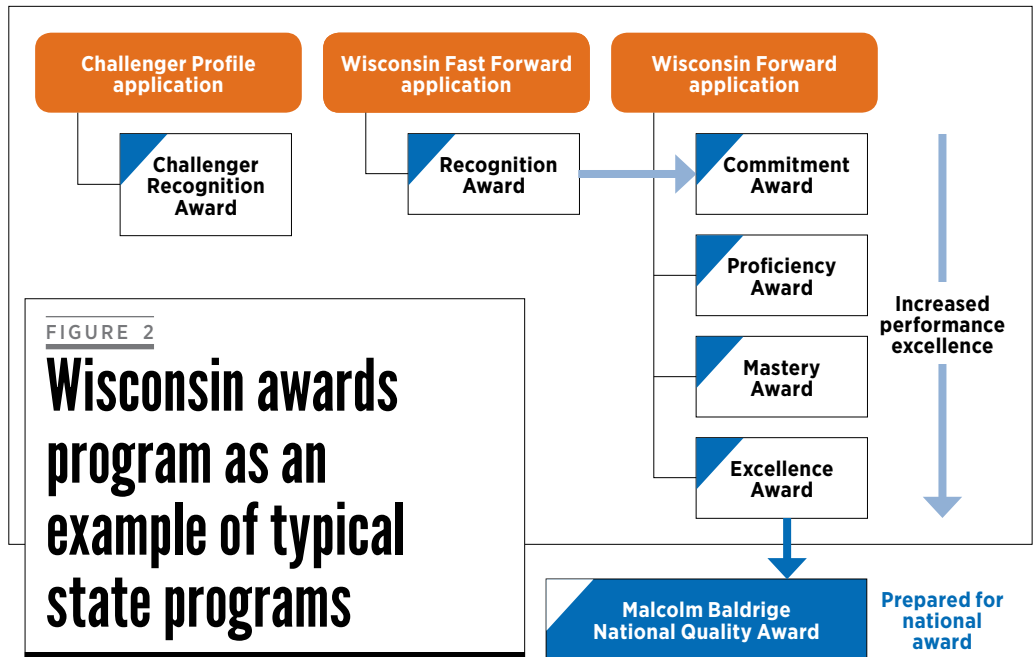 Challenger Profile
application
Wisconsin Fast Forward
application
Wisconsin Forward
application
Challenger
Recognition
Award
Recognition
Award
Commitment
Award
Proficiency
Award
Mastery
Award
Excellence
Award
Increased
performance
excellence
FIGURE 2
Wisconsin awards
program as an
example of typical
state programs
Malcolm Baldrige
National Quality Award
Prepared for
national
award